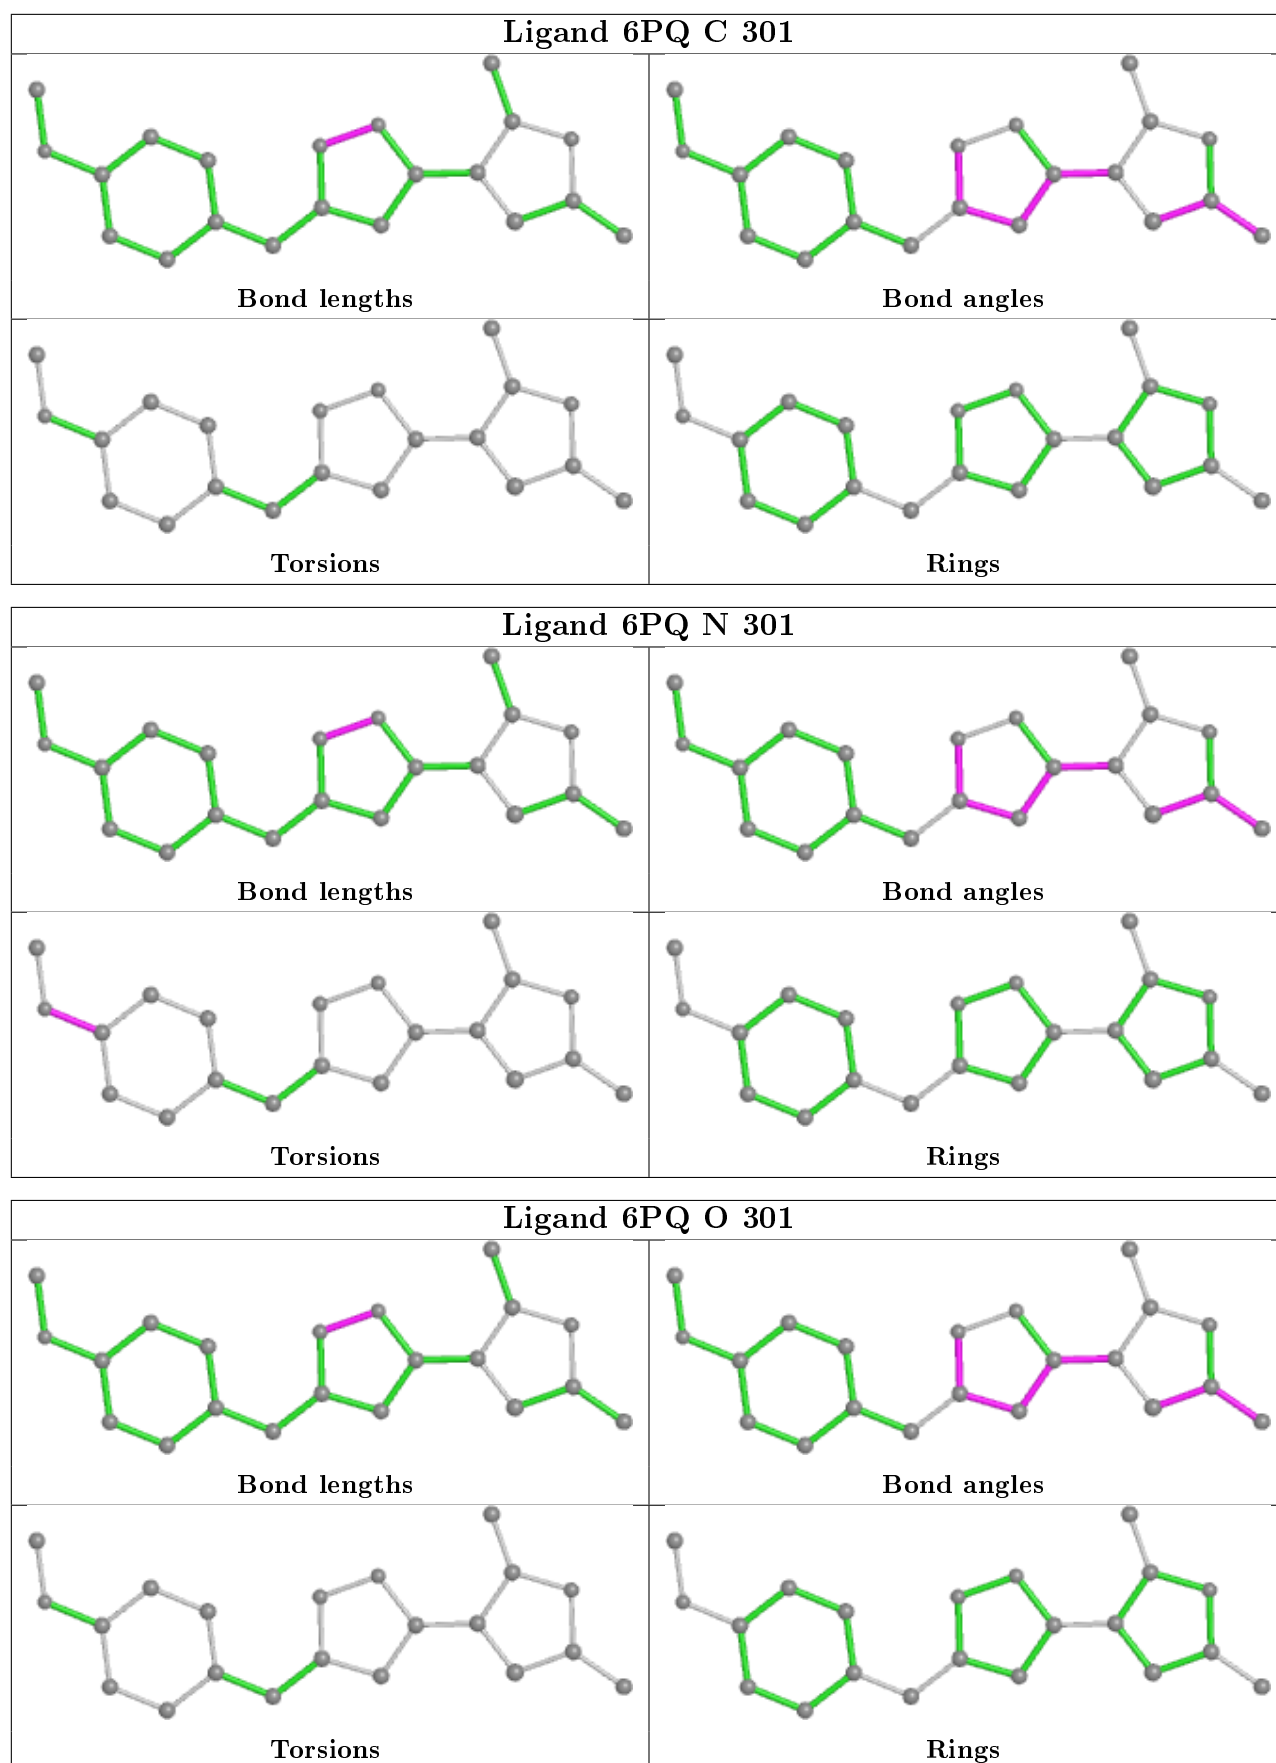 Ligand 6PQ C 301
Bond lengths
Bond angles
Torsions
Rings
Ligand 6PQ N 301
Bond lengths
Bond angles
Torsions
Rings
Ligand 6PQ O 301
Bond lengths
Bond angles
Torsions
Rings